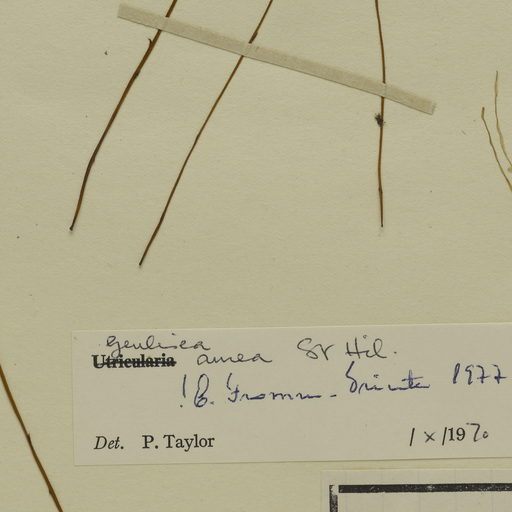 Genlisea
Utricularia aurea St Hil.
! E. Fromm-Trinta 1977
Det. P. Taylor 1 x 1970